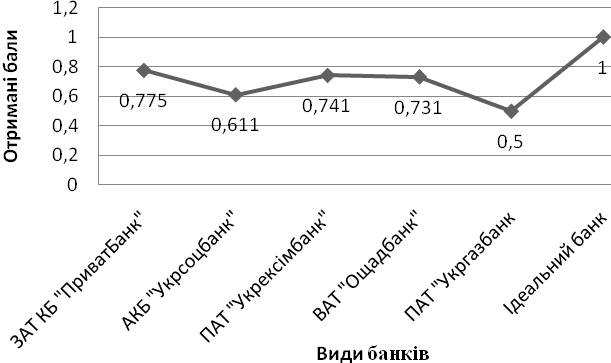 1,2
1
0,8
0,6
0,4
0,2
0
Отримані бали
0,775
0,611
0,741
0,731
0,5
1
ЗАТ КБ "ПриватБанк"
АКБ "Укрсоцбанк"
ПАТ "Укрексімбанк"
ВАТ "Ощадбанк"
ПАТ "Укргазбанк
Ідеальний банк
Види банків